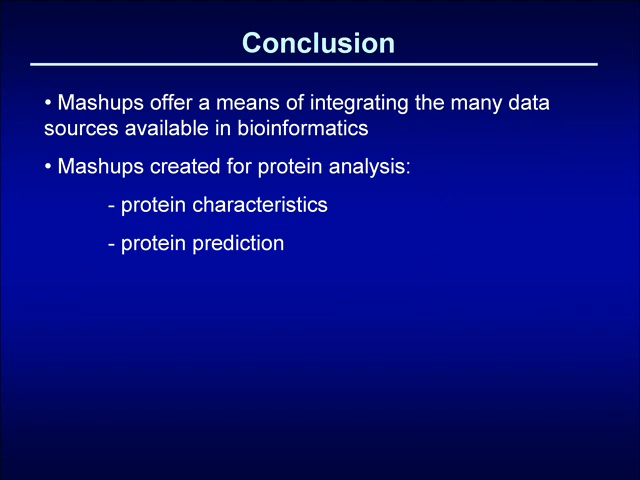 Conclusion
• Mashups offer a means of integrating the many data
sources available in bioinformatics
• Mashups created for protein analysis:
- protein characteristics
- protein prediction